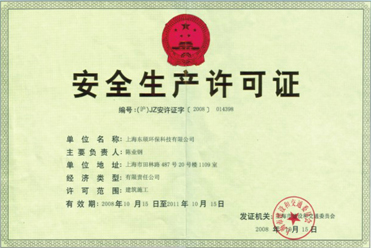 安全生产许可证
编号:(沪)JZ安许证字〔2008〕014398
单位名称: 上海东硕环保科技有限公司
主要负责人:
单位地址: 上海市田林路487号20号楼1109室
经济类型: 有限责任公司
许可范围: 建筑施工
有效期 2008年10月15日至2011年10月15日
发证机关:
2008年10月15日